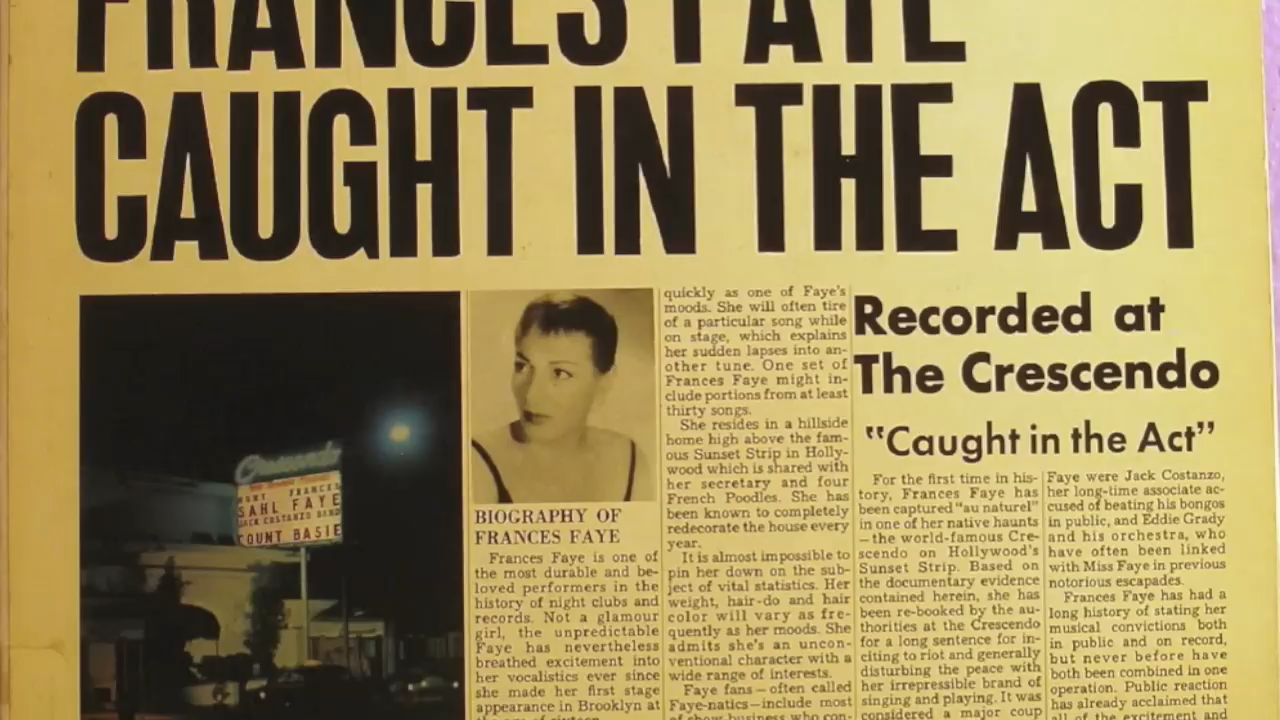 FRANCES FAYE
CAUGHT IN THE ACT
Crescendo
MORT FRANCES
SAHL FAYE
JACK COSTANZO BAND
COUNT BASIE
BIOGRAPHY OF
FRANCES FAYE
Frances Faye is one of
the most durable and be-
loved performers in the
history of night clubs and
records. Not a glamour
girl, the unpredictable
Faye has nevertheless
breathed excitement into
her vocalistics ever since
she made her first stage
appearance in Brooklyn at
the age of sixteen.
quickly as one of Faye's
moods. She will often tire
of a particular song while
on stage, which explains
her sudden lapses into an-
other tune. One set of
Frances Faye might in-
clude portions from at least
thirty songs.
She resides in a hillside
home high above the fam-
ous Sunset Strip in Holly-
wood which is shared with
her secretary and four
French Poodles. She has
been known to completely
redecorate the house every
year.
It is almost impossible to
pin her down on the sub-
ject of vital statistics. Her
weight, hair-do and hair
color will vary as fre-
quently as her moods. She
admits she's an uncon-
ventional character with a
wide range of interests.
Faye fans—often called
Faye-natics—include most
of show business who con-
Recorded at
The Crescendo
"Caught in the Act"
For the first time in his-
tory, Frances Faye has
been captured "au naturel"
in one of her native haunts
—the world-famous Cre-
scendo on Hollywood's
Sunset Strip. Based on
the documentary evidence
contained herein, she has
been re-booked by the au-
thorities at the Crescendo
for a long sentence for in-
citing to riot and generally
disturbing the peace with
her irrepressible brand of
singing and playing. It was
considered a major coup
Faye were Jack Costanzo,
her long-time associate ac-
cused of beating his bongos
in public, and Eddie Grady
and his orchestra, who
have often been linked
with Miss Faye in previous
notorious escapades.
Frances Faye has had a
long history of stating her
musical convictions both
in public and on record,
but never before have
both been combined in one
operation. Public reaction
has already acclaimed that
all of the excitement and